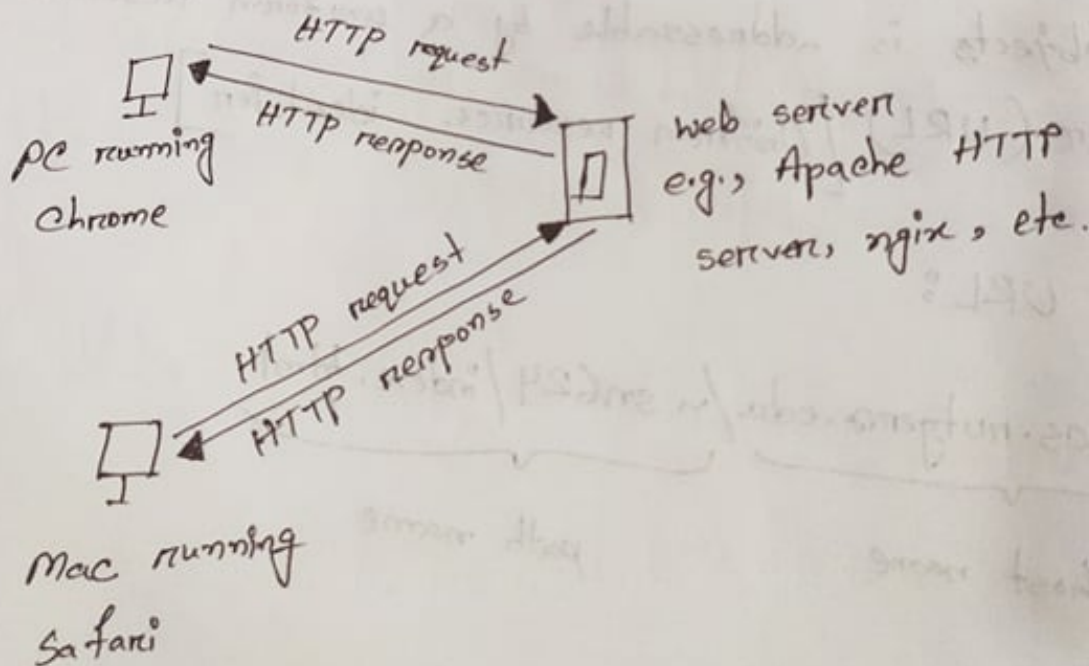 HTTP request
HTTP response
PC running
Chrome
web server
e.g., Apache HTTP
server, ngix, etc.
HTTP request
HTTP response
Mac running
Safari